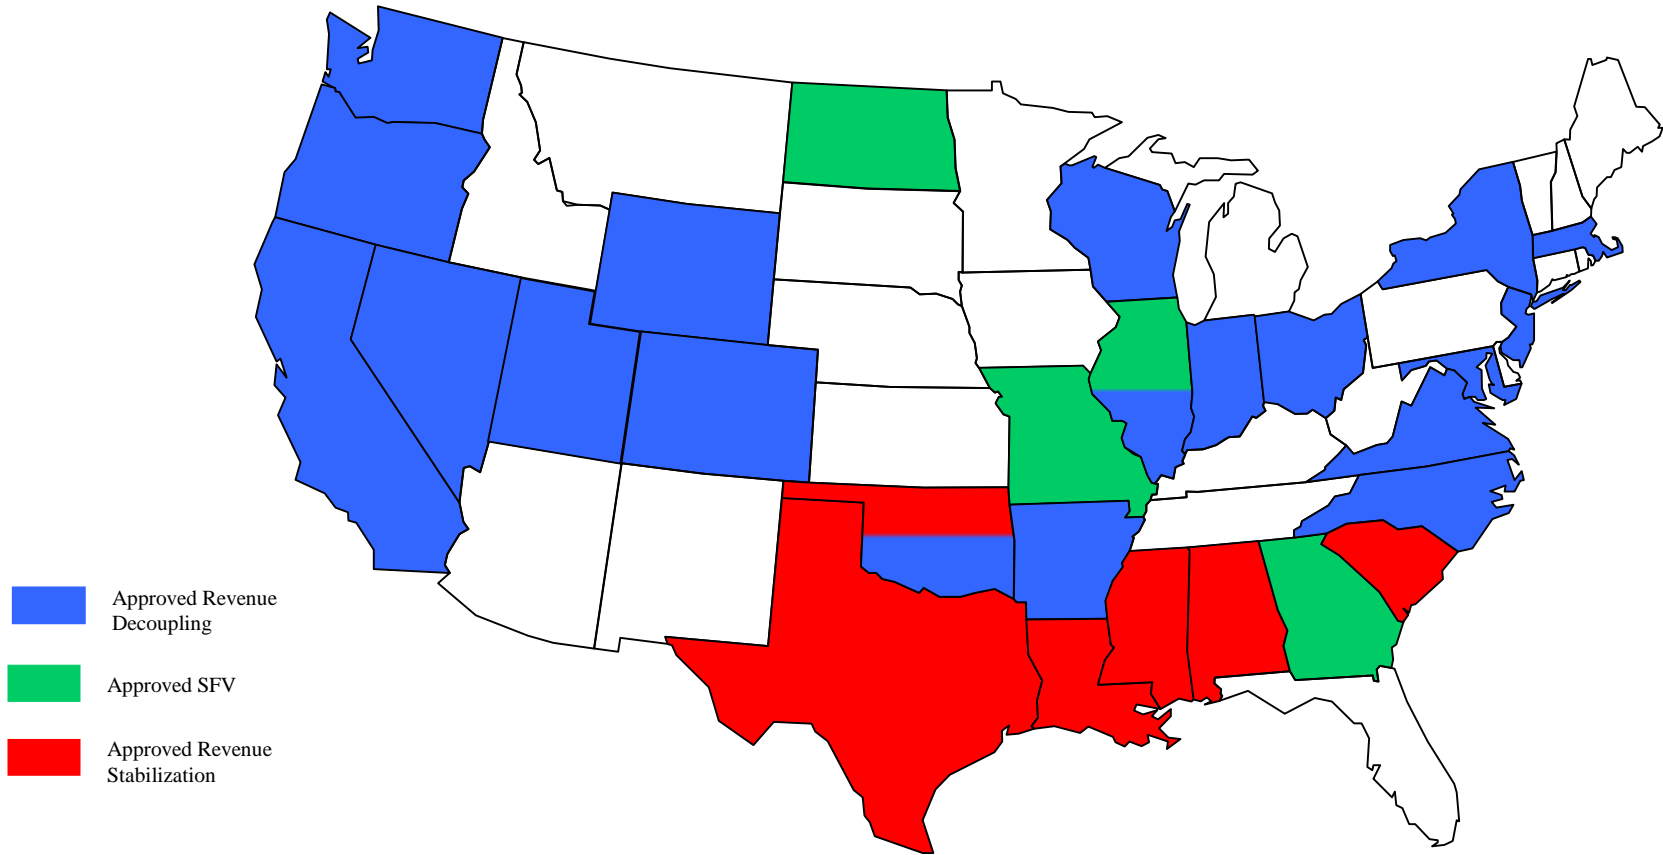 Approved Revenue
Decoupling
Approved SFV
Approved Revenue
Stabilization